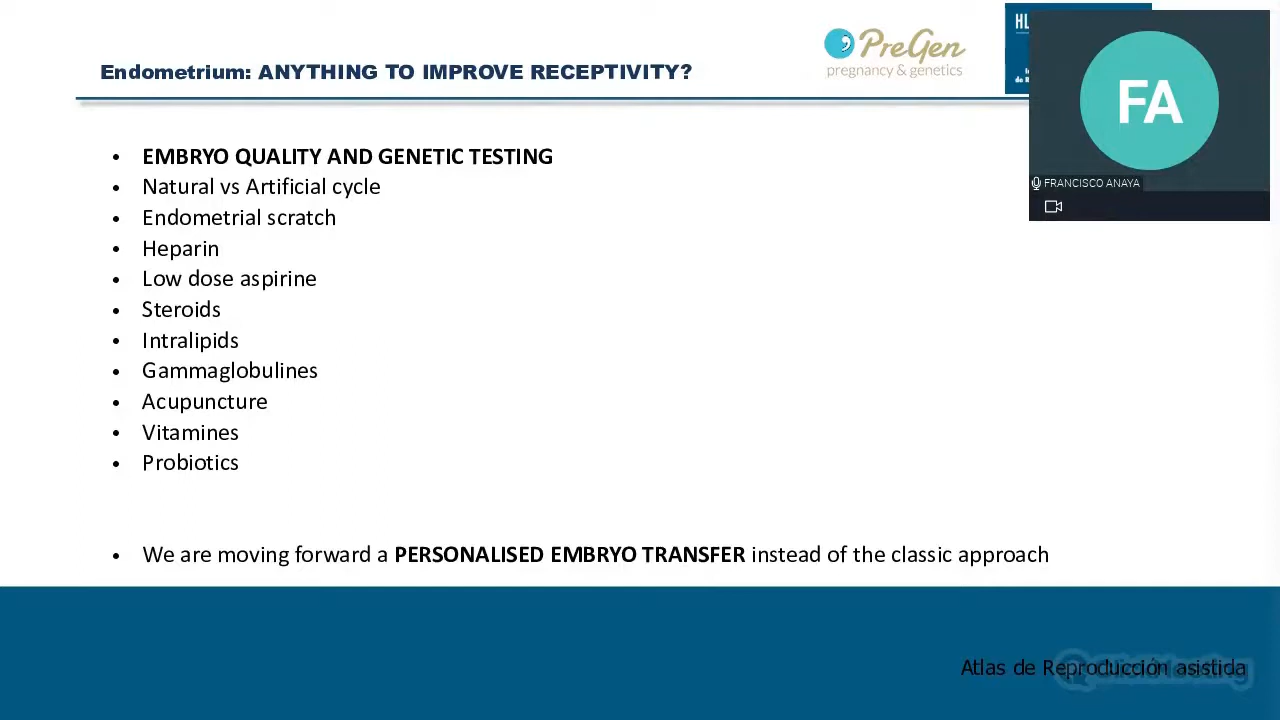 PreGen
pregnancy & genetics
HL
Endometrium: ANYTHING TO IMPROVE RECEPTIVITY?
FA
FRANCISCO ANAYA
• EMBRYO QUALITY AND GENETIC TESTING
• Natural vs Artificial cycle
• Endometrial scratch
• Heparin
• Low dose aspirine
• Steroids
• Intralipids
• Gammaglobulines
• Acupuncture
• Vitamines
• Probiotics
• We are moving forward a PERSONALISED EMBRYO TRANSFER instead of the classic approach
Atlas de Reproducción asistida